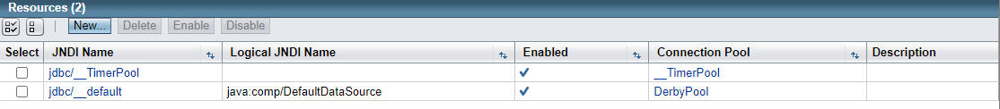 Resources (2)
New... Delete Enable Disable
Select JNDI Name Logical JNDI Name Enabled Connection Pool Description
jdbc/__TimerPool __TimerPool
jdbc/__default java:comp/DefaultDataSource DerbyPool